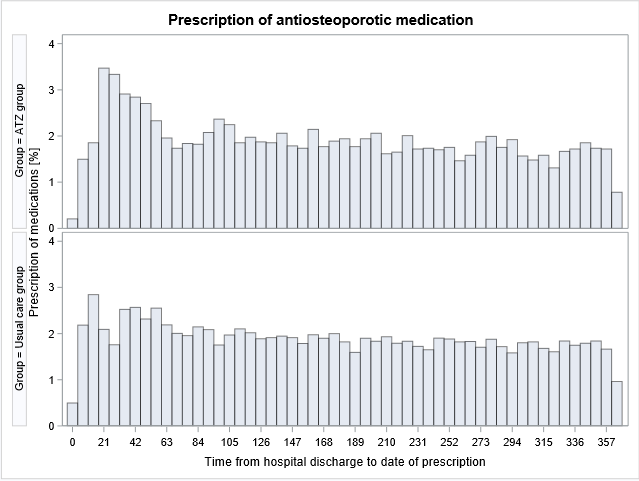 Prescription of antiosteoporotic medication
Group = ATZ group
Group = Usual care group
Prescription of medications [%]
4
3
2
1
0
4
3
2
1
0
0 21 42 63 84 105 126 147 168 189 210 231 252 273 294 315 336 357
Time from hospital discharge to date of prescription